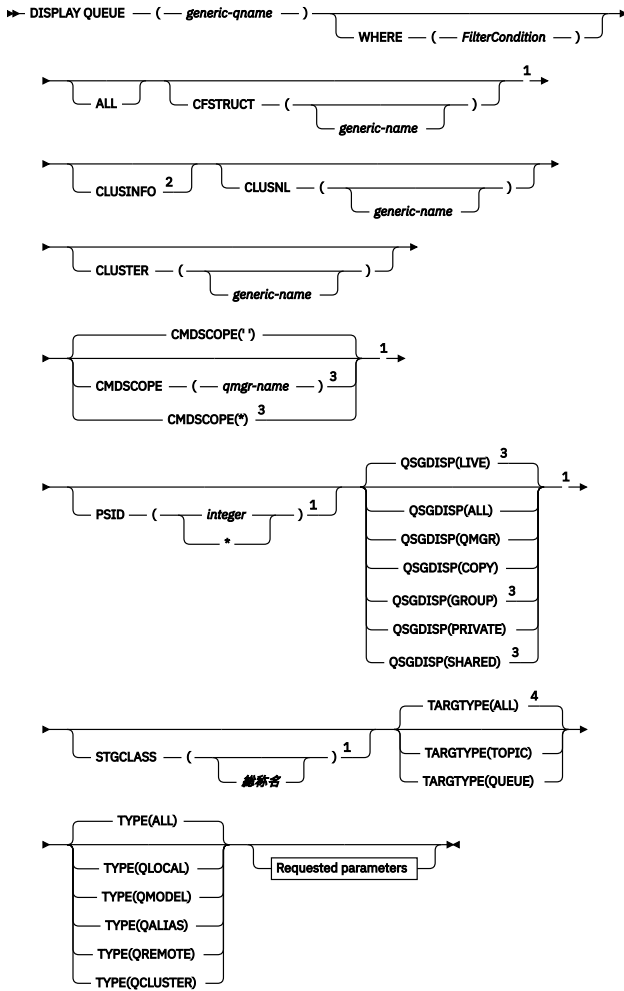 DISPLAY QUEUE ( generic-qname )
WHERE ( FilterCondition )
ALL CFSTRUCT ( generic-name ) 1
CLUSINFO 2 CLUSNL ( generic-name )
CLUSTER ( generic-name )
CMDSCOPE(' ')
CMDSCOPE ( qmgr-name ) 3 1
CMDSCOPE(*) 3
PSID ( integer ) 1
*
QSGDISP(LIVE) 3 1
QSGDISP(ALL)
QSGDISP(QMGR)
QSGDISP(COPY)
QSGDISP(GROUP) 3
QSGDISP(PRIVATE)
QSGDISP(SHARED) 3
STGCLASS ( 総称名 ) 1
TARGTYPE(ALL) 4
TARGTYPE(TOPIC)
TARGTYPE(QUEUE)
TYPE(ALL)
TYPE(QLOCAL)
TYPE(QMODEL)
TYPE(QALIAS)
TYPE(QREMOTE)
TYPE(QCLUSTER)
Requested parameters